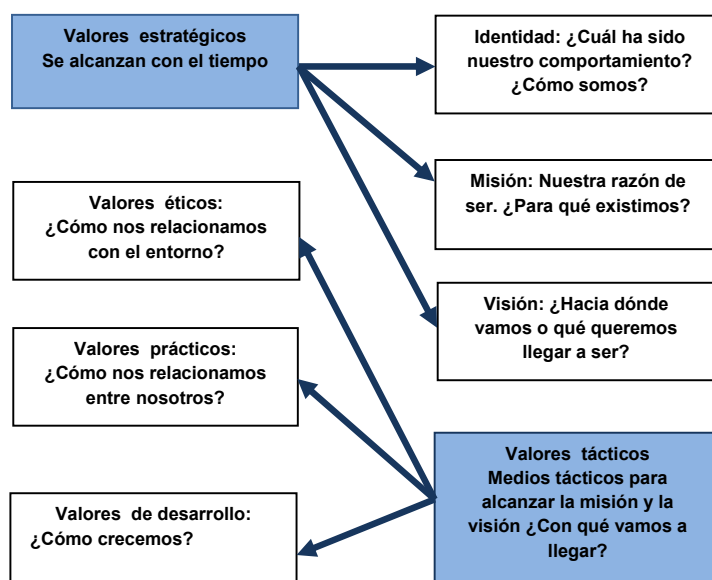 Valores estratégicos
Se alcanzan con el tiempo
Identidad: ¿Cuál ha sido
nuestro comportamiento?
¿Cómo somos?
Misión: Nuestra razón de
ser. ¿Para qué existimos?
Visión: ¿Hacia dónde
vamos o qué queremos
llegar a ser?
Valores éticos:
¿Cómo nos relacionamos
con el entorno?
Valores prácticos:
¿Cómo nos relacionamos
entre nosotros?
Valores de desarrollo:
¿Cómo crecemos?
Valores tácticos
Medios tácticos para
alcanzar la misión y la
visión ¿Con qué vamos a
llegar?